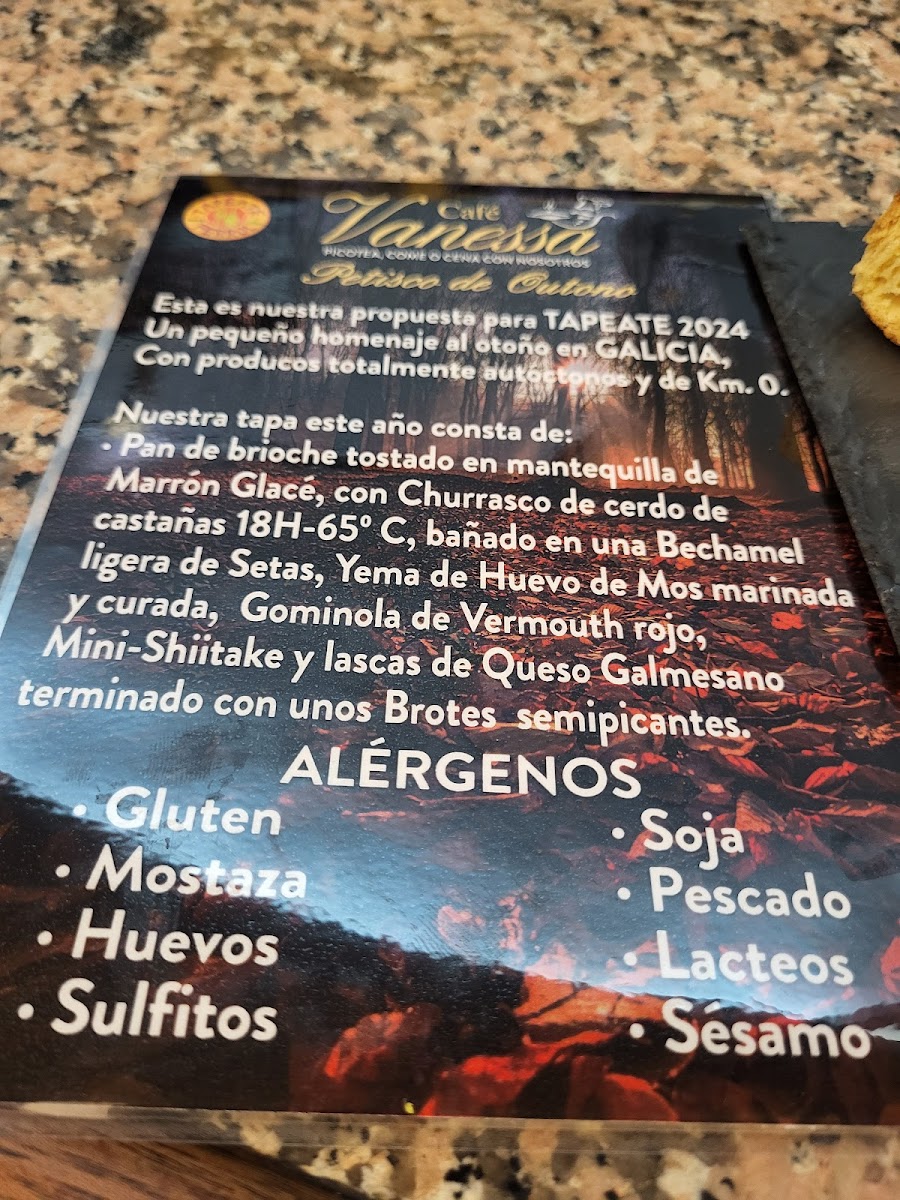 Café
Vanessa
PICOTEA, COME O CENA CON NOSOTROS
Petisco de Outono
Esta es nuestra propuesta para TAPEATE 2024
Un pequeño homenaje al otoño en GALICIA,
Con producos totalmente autóctonos y de Km. 0.
Nuestra tapa este año consta de:
· Pan de brioche tostado en mantequilla de
Marrón Glacé, con Churrasco de cerdo de
castañas 18H-65º C, bañado en una Bechamel
ligera de Setas, Yema de Huevo de Mos marinada
y curada, Gominola de Vermouth rojo,
Mini-Shiitake y lascas de Queso Galmesano
terminado con unos Brotes semipicantes.
ALÉRGENOS
· Gluten
· Mostaza
· Huevos
· Sulfitos
· Soja
· Pescado
· Lacteos
· Sésamo